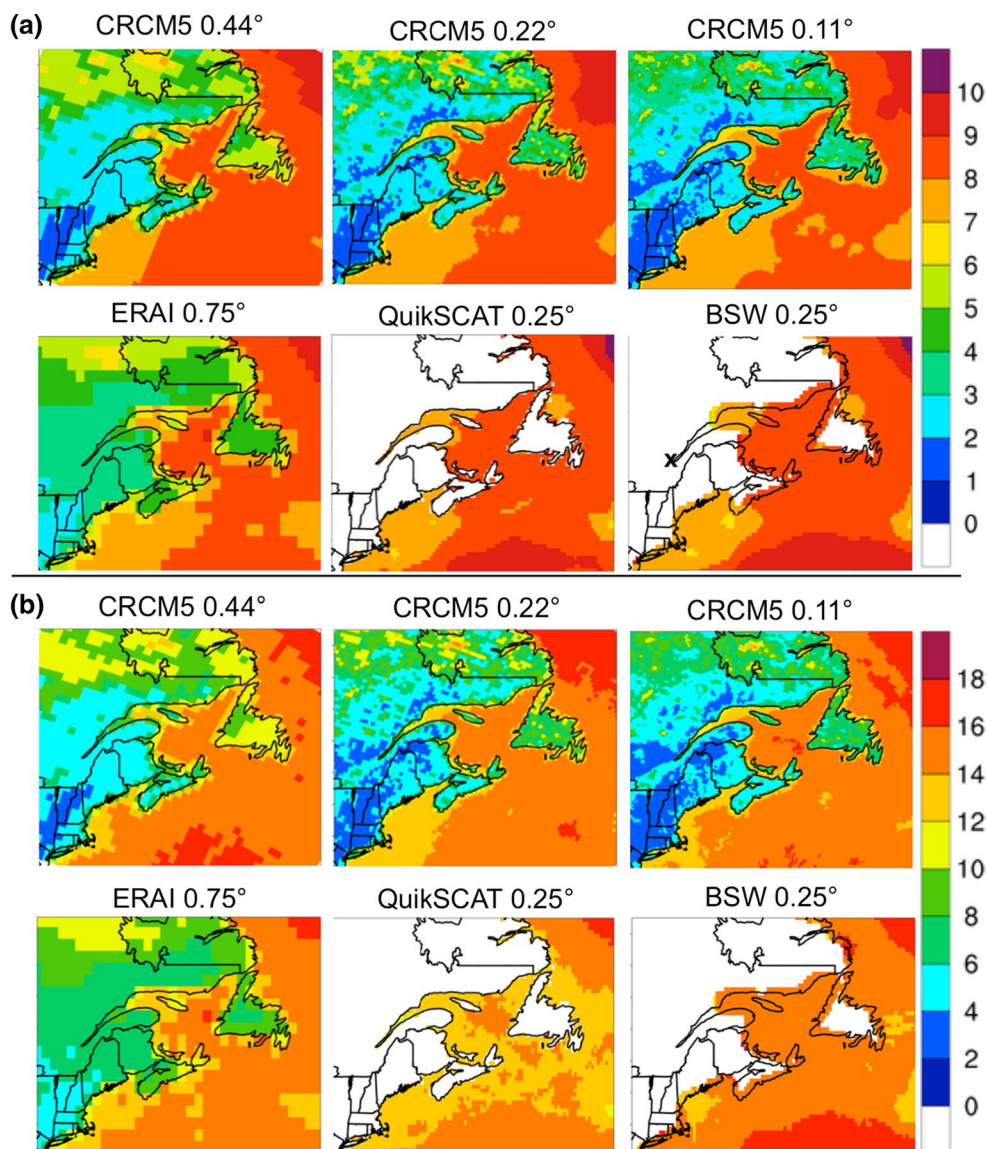 (a)
CRCM5 0.44°
CRCM5 0.22°
CRCM5 0.11°
10
9
8
7
6
5
4
3
2
1
0
ERAI 0.75°
QuikSCAT 0.25°
BSW 0.25°
x
(b)
CRCM5 0.44°
CRCM5 0.22°
CRCM5 0.11°
18
16
14
12
10
8
6
4
2
0
ERAI 0.75°
QuikSCAT 0.25°
BSW 0.25°